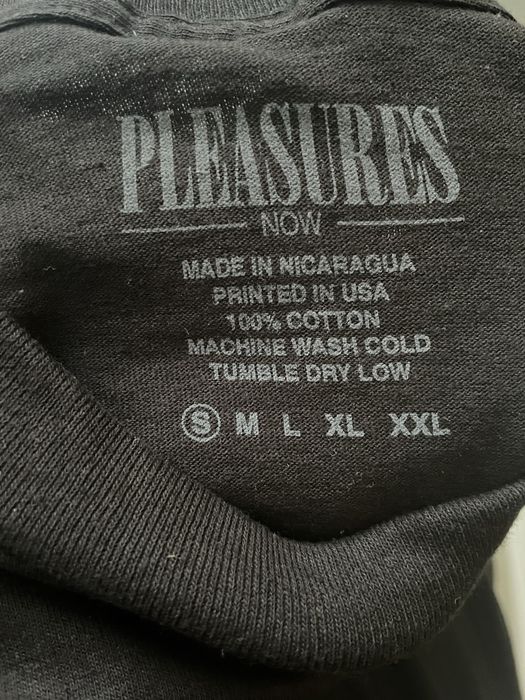 PLEASURES
NOW
MADE IN NICARAGUA
PRINTED IN USA
100% COTTON
MACHINE WASH COLD
TUMBLE DRY LOW
S M L XL XXL